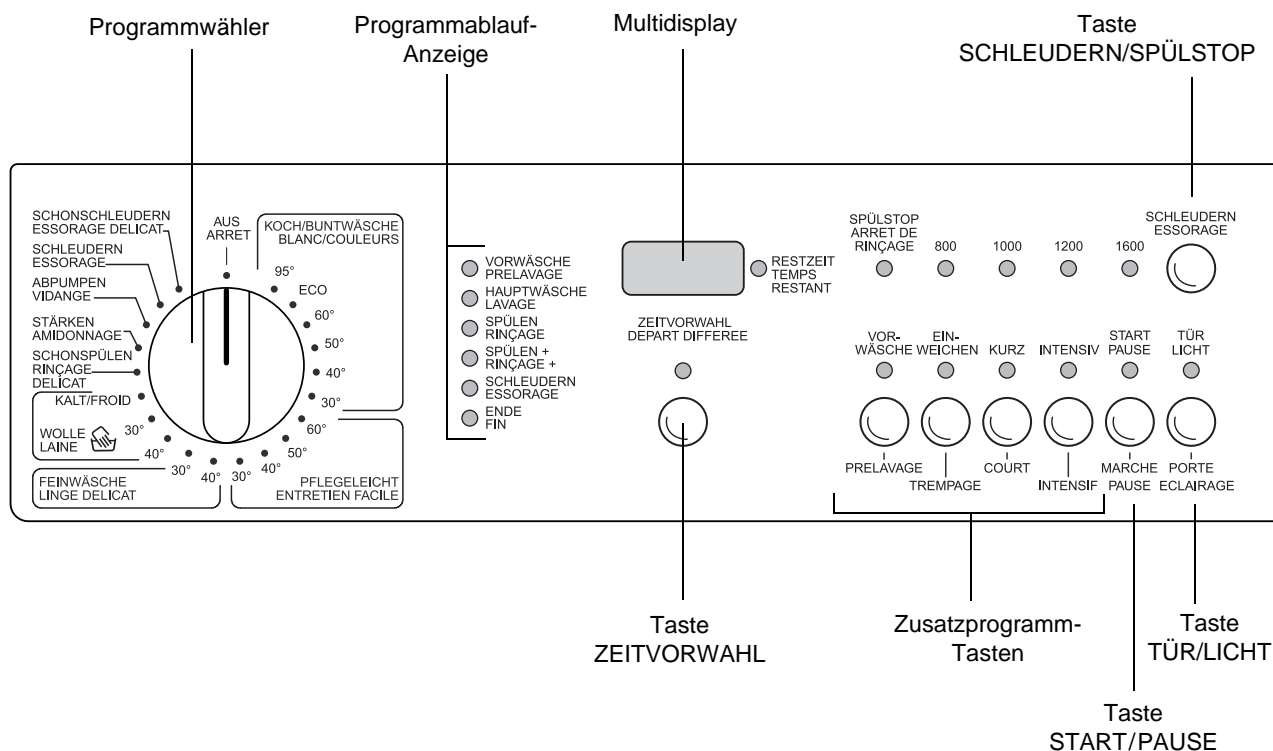 Programmwähler
Programmablauf-
Anzeige
Multidisplay
Taste
SCHLEUDERN/SPÜLSTOP
SCHONSCHLEUDERN
ESSORAGE DELICAT
SCHLEUDERN
ESSORAGE
ABPUMPEN
VIDANGE
STÄRKEN
AMIDONNAGE
SCHONSPÜLEN
RINÇAGE
DELICAT
KALT/FROID
30°
WOLLE
LAINE
40°
FEINWÄSCHE
LINGE DELICAT
30°
40°
AUS
ARRET
KOCH/BUNTWÄSCHE
BLANC/COULEURS
95°
ECO
60°
50°
40°
30°
60°
50°
40°
30°
PFLEGELEICHT
ENTRETIEN FACILE
VORWÄSCHE
PRELAVAGE
HAUPTWÄSCHE
LAVAGE
SPÜLEN
RINÇAGE
SPÜLEN +
RINÇAGE +
SCHLEUDERN
ESSORAGE
ENDE
FIN
RESTZEIT
TEMPS
RESTANT
ZEITVORWAHL
DEPART DIFFEREE
SPÜLSTOP
ARRET DE
RINÇAGE
800
1000
1200
1600
SCHLEUDERN
ESSORAGE
VOR-
WÄSCHE
EIN-
WEICHEN
KURZ
INTENSIV
START
PAUSE
TÜR
LICHT
PRELAVAGE
TREMPAGE
COURT
INTENSIF
MARCHE
PAUSE
PORTE
ECLAIRAGE
Taste
ZEITVORWAHL
Zusatzprogramm-
Tasten
Taste
TÜR/LICHT
Taste
START/PAUSE